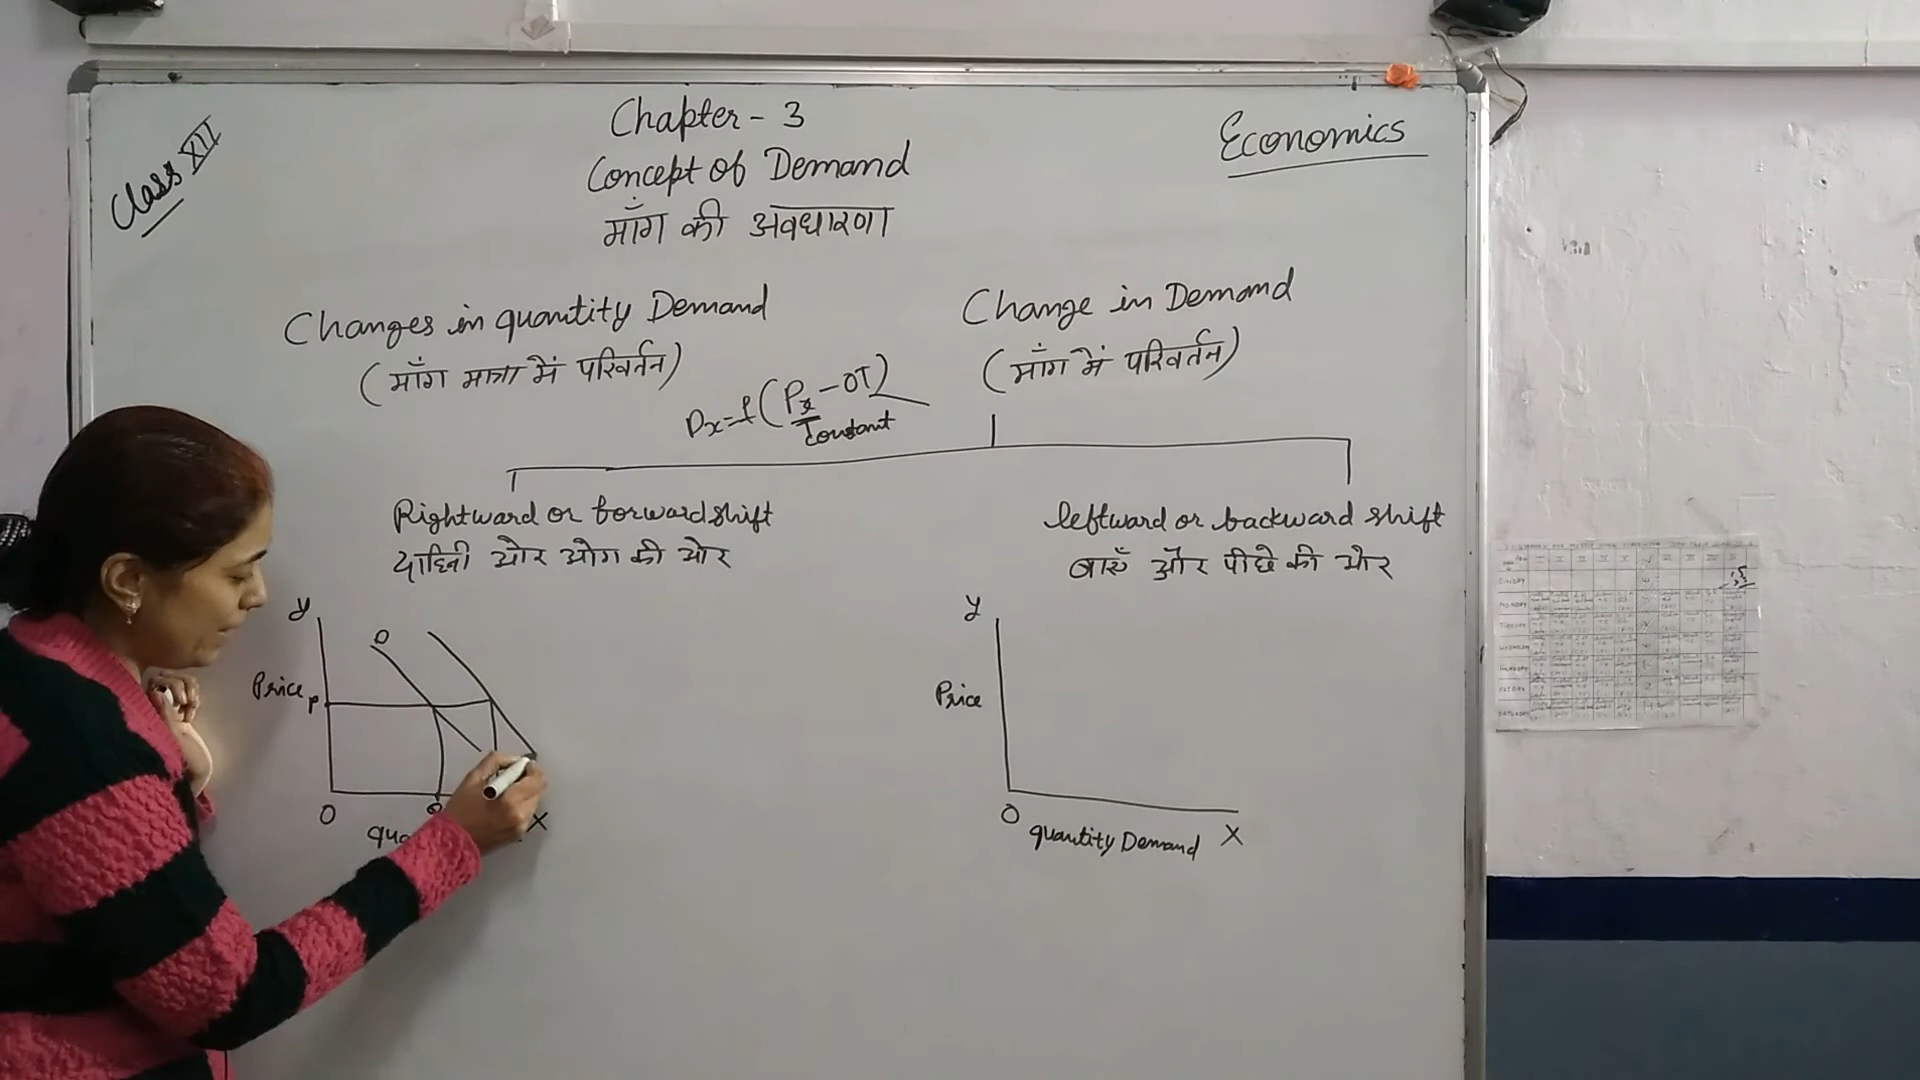 Class XII
Chapter - 3
Economics
Concept of Demand
माँग की अवधारणा
Changes in quantity Demand
(माँग मात्रा में परिवर्तन)
Change in Demand
(माँग में परिवर्तन)
Dx = f (Px - OT)
Constant
Rightward or forward shift
दाहिनी ओर ओग की ओर
leftward or backward shift
बाएँ ओर पीछे की ओर
y
D
Price P
O
X
y
Price
O
quantity Demand X